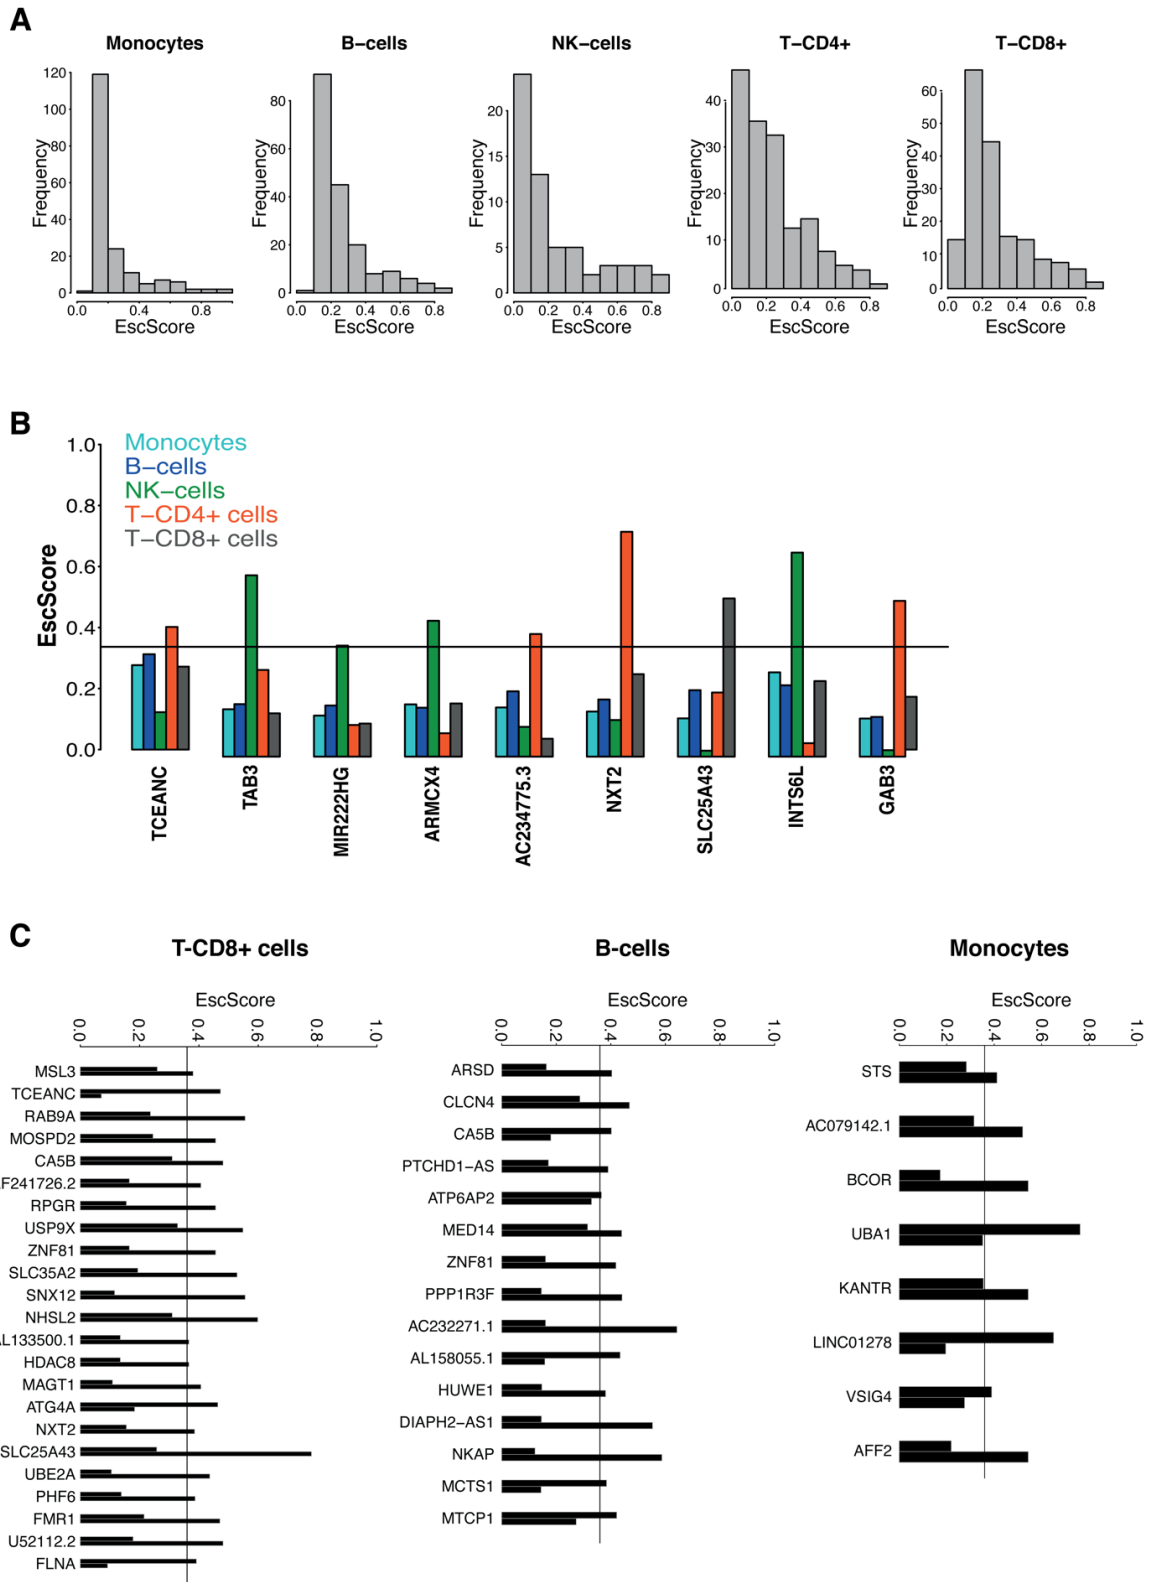 A
Monocytes
B−cells
NK−cells
T−CD4+
T−CD8+
Frequency
0
20
40
60
80
100
120
0.0
0.4
0.8
EscScore
Frequency
0
20
40
60
80
0.0
0.2
0.4
0.6
0.8
EscScore
Frequency
0
5
10
15
20
0.0
0.2
0.4
0.6
0.8
EscScore
Frequency
0
10
20
30
40
0.0
0.2
0.4
0.6
0.8
EscScore
Frequency
0
10
20
30
40
50
60
0.0
0.2
0.4
0.6
0.8
EscScore
B
EscScore
1.0
0.8
0.6
0.4
0.2
0.0
Monocytes
B−cells
NK−cells
T−CD4+ cells
T−CD8+ cells
TCEANC
TAB3
MIR222HG
ARMCX4
AC234775.3
NXT2
SLC25A43
INTS6L
GAB3
C
T-CD8+ cells
EscScore
0.0
0.2
0.4
0.6
0.8
1.0
MSL3
TCEANC
RAB9A
MOSPD2
CA5B
F241726.2
RPGR
USP9X
ZNF81
SLC35A2
SNX12
NHSL2
AL133500.1
HDAC8
MAGT1
ATG4A
NXT2
SLC25A43
UBE2A
PHF6
FMR1
U52112.2
FLNA
B-cells
EscScore
0.0
0.2
0.4
0.6
0.8
1.0
ARSD
CLCN4
CA5B
PTCHD1−AS
ATP6AP2
MED14
ZNF81
PPP1R3F
AC232271.1
AL158055.1
HUWE1
DIAPH2−AS1
NKAP
MCTS1
MTCP1
Monocytes
EscScore
0.0
0.2
0.4
0.6
0.8
1.0
STS
AC079142.1
BCOR
UBA1
KANTR
LINC01278
VSIG4
AFF2